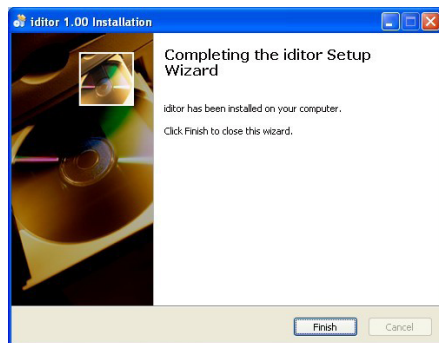 iditor 1.00 Installation
Completing the iditor Setup
Wizard
iditor has been installed on your computer.
Click Finish to close this wizard.
Finish
Cancel